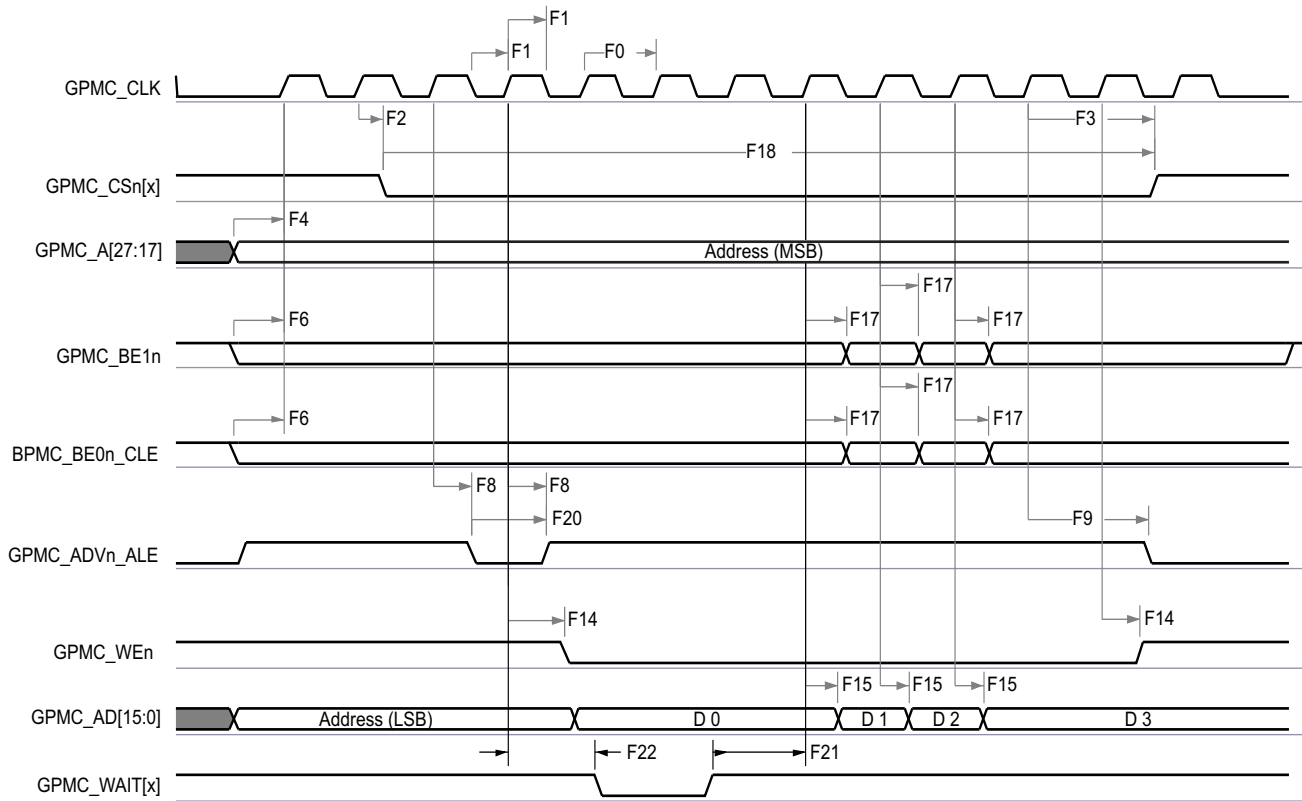 F1
F1
F0
GPMC_CLK
F2
F3
F18
GPMC_CSn[x]
F4
GPMC_A[27:17]
Address (MSB)
F17
F6
F17
F17
GPMC_BE1n
F17
F6
F17
F17
BPMC_BE0n_CLE
F8
F8
F20
F9
GPMC_ADVn_ALE
F14
F14
GPMC_WEn
F15
F15
F15
GPMC_AD[15:0]
Address (LSB)
D 0
D 1
D 2
D 3
F22
F21
GPMC_WAIT[x]